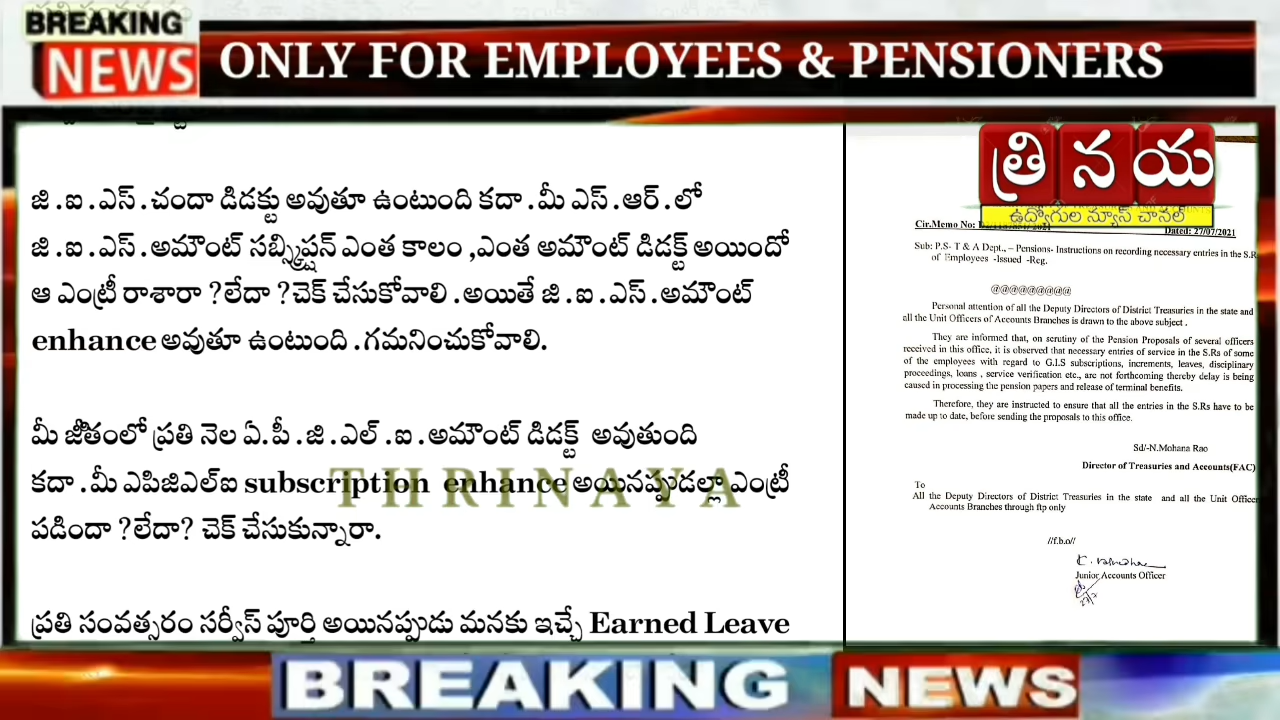 BREAKING
NEWS
ONLY FOR EMPLOYEES & PENSIONERS
జి.ఐ.ఎస్.చందా డిడక్టు అవుతూ ఉంటుంది కదా.మీ ఎస్.ఆర్.లో
జి.ఐ.ఎస్.అమౌంట్ సబ్స్క్రిప్షన్ ఎంత కాలం,ఎంత అమౌంట్ డిడక్ట్ అయిందో
ఆ ఎంట్రీ రాశారా ?లేదా ?చెక్ చేసుకోవాలి.అయితే జి.ఐ.ఎస్.అమౌంట్
enhance అవుతూ ఉంటుంది.గమనించుకోవాలి.
మీ జీతంలో ప్రతి నెల ఏ.పీ.జి.ఎల్.ఐ.అమౌంట్ డిడక్ట్ అవుతుంది
కదా.మీ ఎపిజిఎల్ఐ subscription enhance అయినప్పుడల్లా ఎంట్రీ
పడిందా ?లేదా? చెక్ చేసుకున్నారా.
THRINAYA
ప్రతి సంవత్సరం సర్వీస్ పూర్తి అయినప్పుడు మనకు ఇచ్చే Earned Leave
త్రినయ
ఉద్యోగుల న్యూస్ చానల్
Cir.Memo No: 2021
Dated: 27/07/2021
Sub: P.S- T & A Dept., – Pensions- Instructions on recording necessary entries in the S.Rs
of Employees -Issued -Reg.
@@@@@@@@@
Personal attention of all the Deputy Directors of District Treasuries in the state and
all the Unit Officers of Accounts Branches is drawn to the above subject .
They are informed that, on scrutiny of the Pension Proposals of several officers
received in this office, it is observed that necessary entries of service in the S.Rs of some
of the employees with regard to G.I.S subscriptions, increments, leaves, disciplinary
proceedings, loans , service verification etc., are not forthcoming thereby delay is being
caused in processing the pension papers and release of terminal benefits.
Therefore, they are instructed to ensure that all the entries in the S.Rs have to be
made up to date, before sending the proposals to this office.
Sd/-N.Mohana Rao
Director of Treasuries and Accounts(FAC)
To
All the Deputy Directors of District Treasuries in the state and all the Unit Officer
Accounts Branches through ftp only
//f.b.o//
Junior Accounts Officer
27/7
BREAKING NEWS